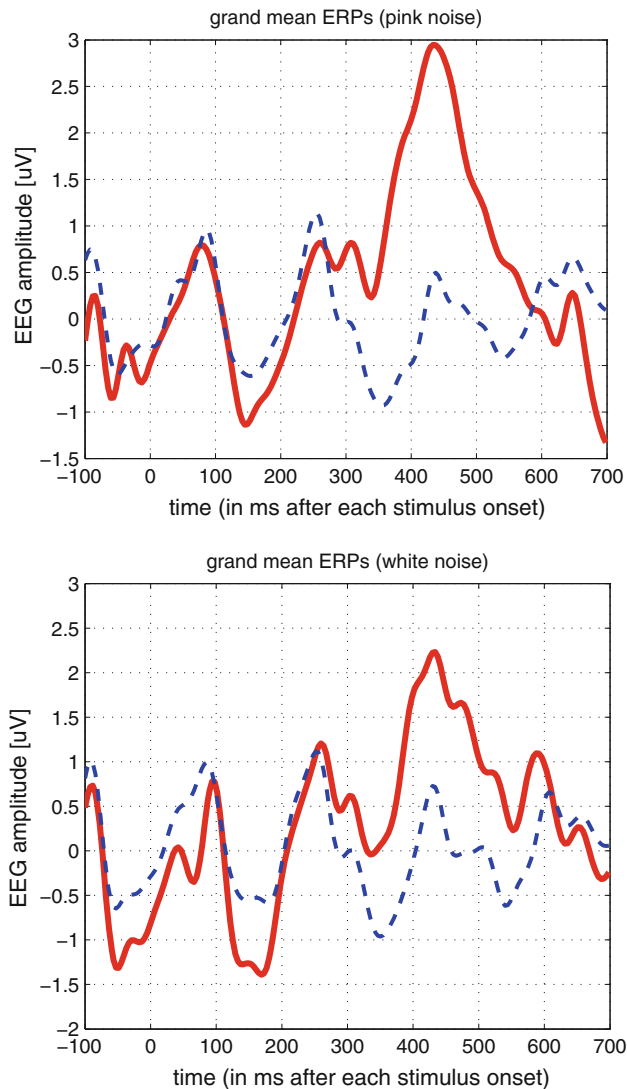 grand mean ERPs (pink noise)
3
2.5
2
1.5
1
0.5
0
−0.5
−1
−1.5
EEG amplitude [uV]
−100 0 100 200 300 400 500 600 700
time (in ms after each stimulus onset)
grand mean ERPs (white noise)
3
2.5
2
1.5
1
0.5
0
−0.5
−1
−1.5
−2
EEG amplitude [uV]
−100 0 100 200 300 400 500 600 700
time (in ms after each stimulus onset)